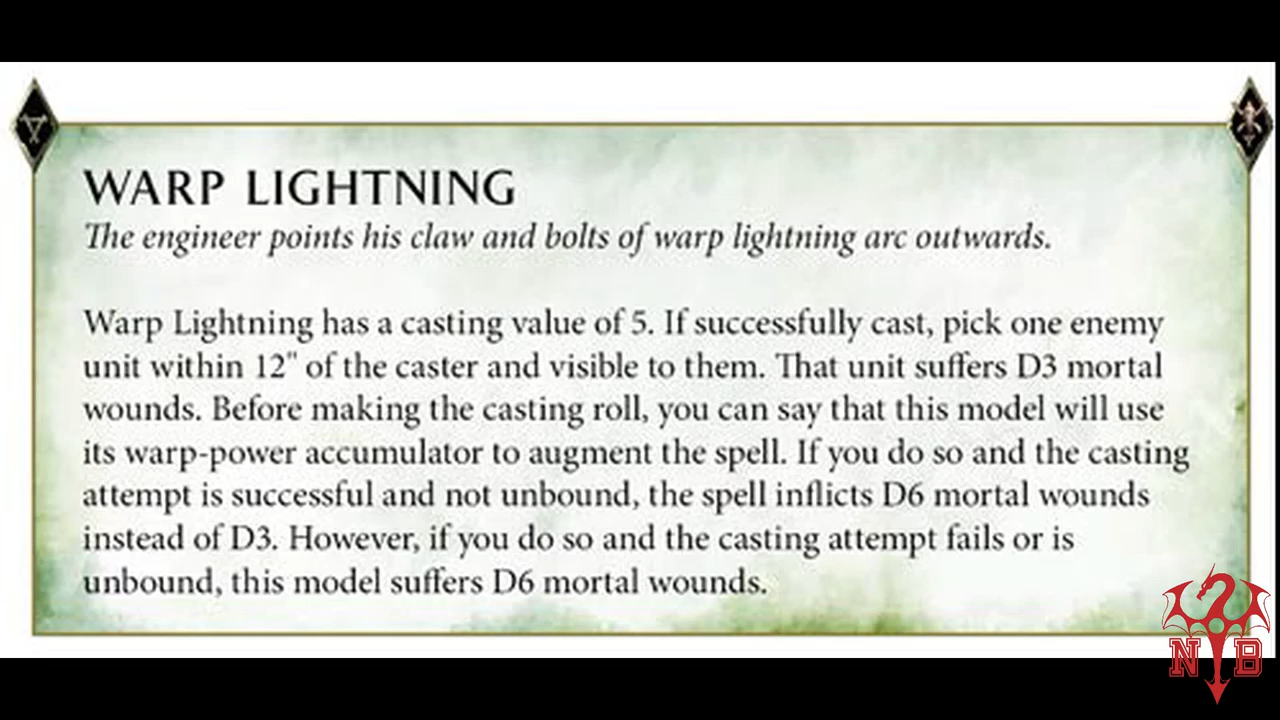 WARP LIGHTNING
The engineer points his claw and bolts of warp lightning arc outwards.
Warp Lightning has a casting value of 5. If successfully cast, pick one enemy
unit within 12" of the caster and visible to them. That unit suffers D3 mortal
wounds. Before making the casting roll, you can say that this model will use
its warp-power accumulator to augment the spell. If you do so and the casting
attempt is successful and not unbound, the spell inflicts D6 mortal wounds
instead of D3. However, if you do so and the casting attempt fails or is
unbound, this model suffers D6 mortal wounds.
N B